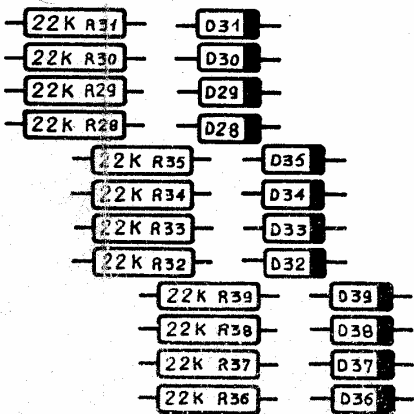 22K R31 D31
22K R30 D30
22K R29 D29
22K R28 D28
22K R35 D35
22K R34 D34
22K R33 D33
22K R32 D32
22K R39 D39
22K R38 D38
22K R37 D37
22K R36 D36